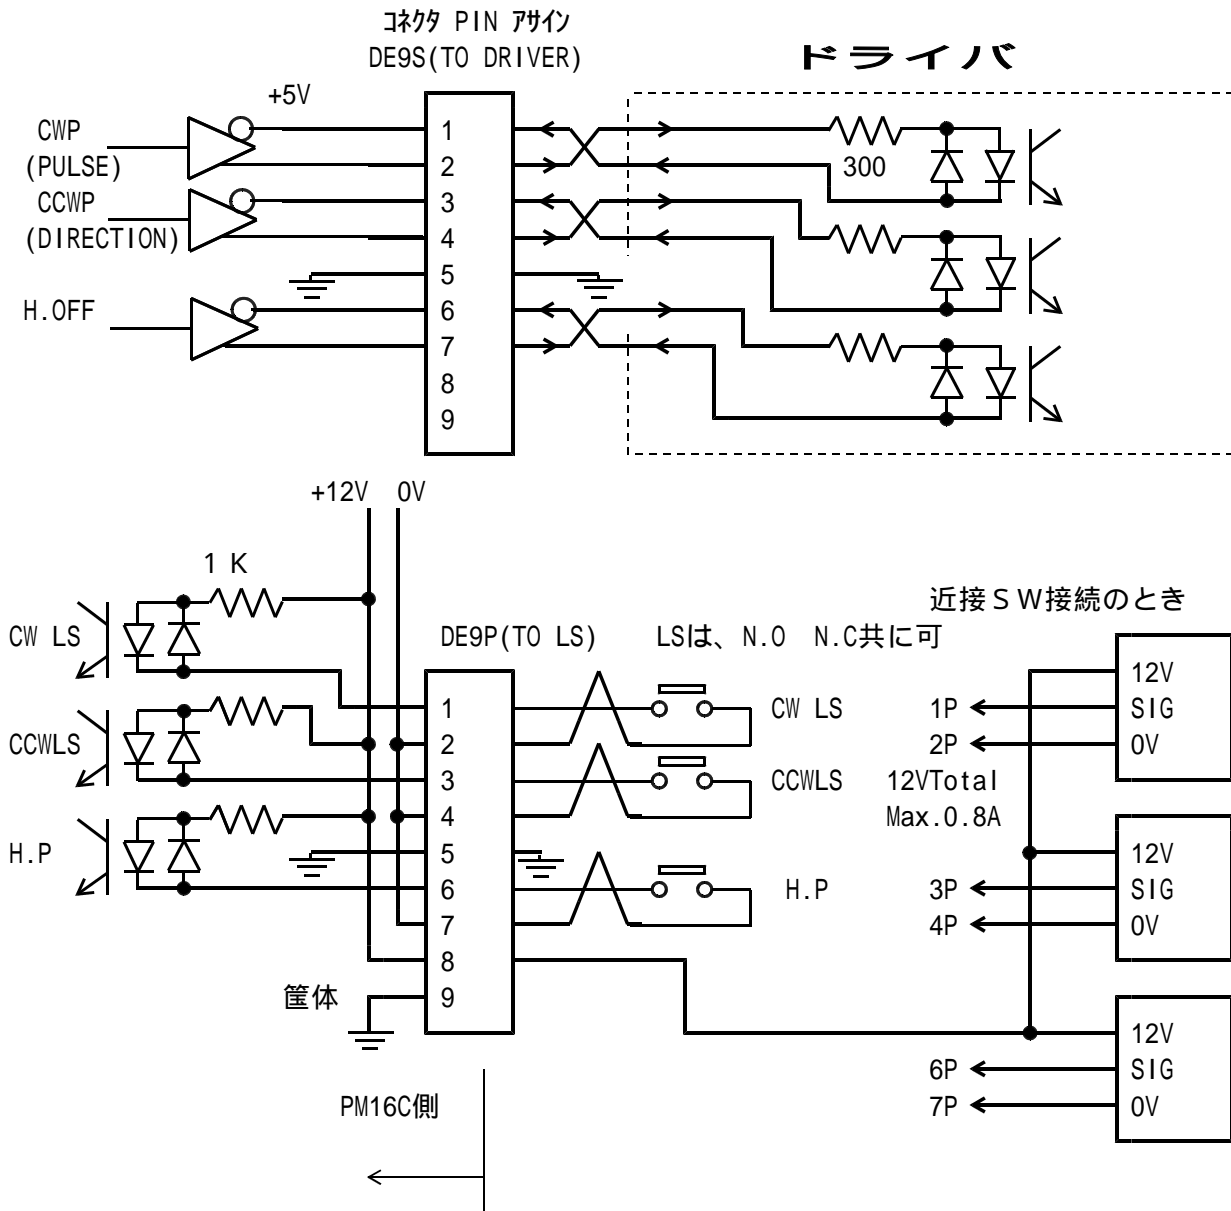 コネクタ PIN アサイン
DE9S(TO DRIVER)
ドライバ
+5V
CWP
(PULSE)
CCWP
(DIRECTION)
H.OFF
1
2
3
4
5
6
7
8
9
300
+12V 0V
1 K
CW LS
CCWLS
H.P
DE9P(TO LS)
LSは、N.O N.C共に可
近接SW接続のとき
1
2
3
4
5
6
7
8
9
CW LS
CCWLS
H.P
12VTotal
Max.0.8A
1P
2P
3P
4P
6P
7P
12V
SIG
0V
12V
SIG
0V
12V
SIG
0V
筐体
PM16C側